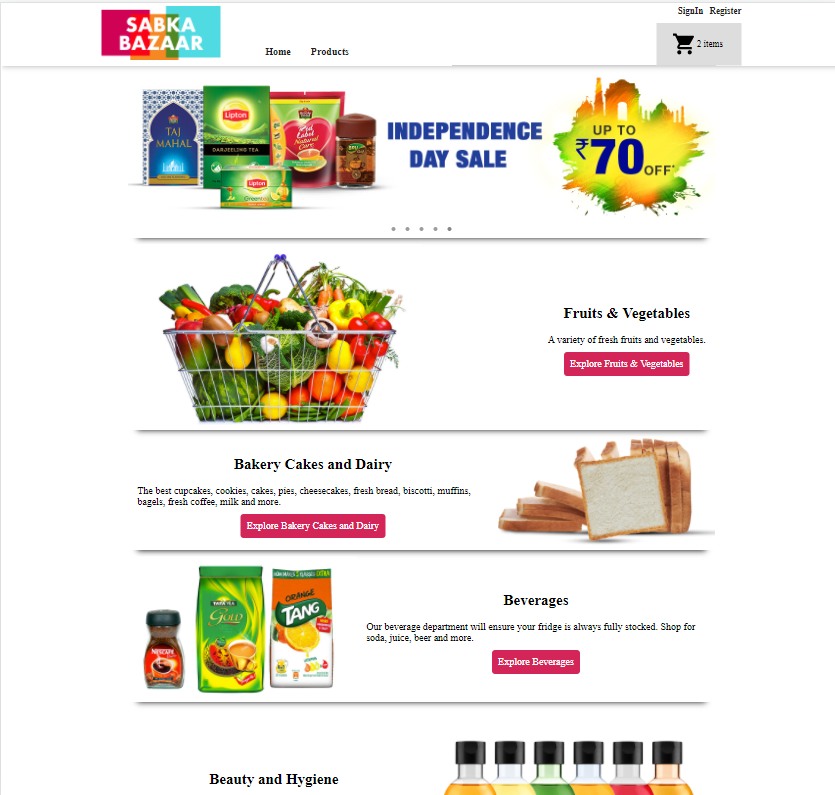 SABKA
BAZAAR
Home
Products
SignIn
Register
2 items
TAJ
MAHAL
Lipton
DARJEELING TEA
Red
Label
Natural
Care
BRU
Lipton
Green tea
INDEPENDENCE
DAY SALE
UP TO
₹70 OFF*
Fruits & Vegetables
A variety of fresh fruits and vegetables.
Explore Fruits & Vegetables
Bakery Cakes and Dairy
The best cupcakes, cookies, cakes, pies, cheesecakes, fresh bread, biscotti, muffins,
bagels, fresh coffee, milk and more.
Explore Bakery Cakes and Dairy
NESCAFE
TATA TEA
Gold
ORANGE
TANG
Beverages
Our beverage department will ensure your fridge is always fully stocked. Shop for
soda, juice, beer and more.
Explore Beverages
Beauty and Hygiene